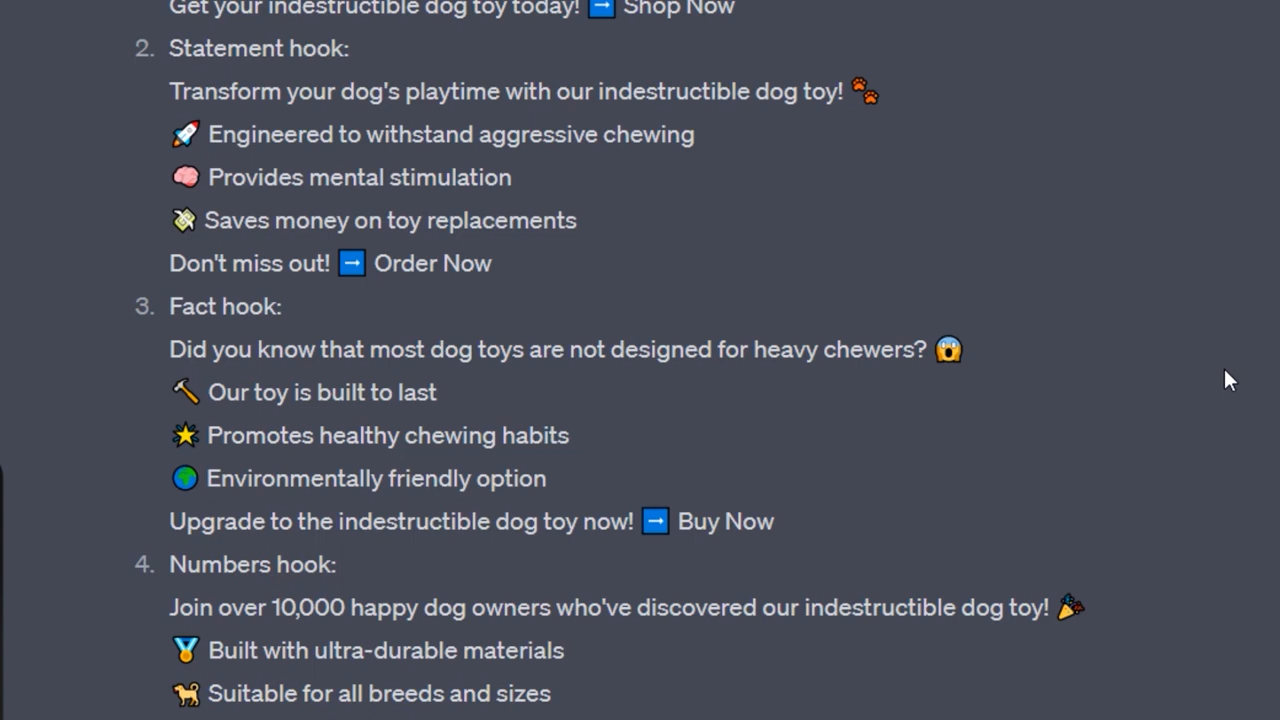 Get your indestructible dog toy today! ➡️ Shop Now
2. Statement hook:
Transform your dog's playtime with our indestructible dog toy! 🐾
🚀 Engineered to withstand aggressive chewing
🧠 Provides mental stimulation
💸 Saves money on toy replacements
Don't miss out! ➡️ Order Now
3. Fact hook:
Did you know that most dog toys are not designed for heavy chewers? 😱
🔨 Our toy is built to last
🌟 Promotes healthy chewing habits
🌍 Environmentally friendly option
Upgrade to the indestructible dog toy now! ➡️ Buy Now
4. Numbers hook:
Join over 10,000 happy dog owners who've discovered our indestructible dog toy! 🎉
🏅 Built with ultra-durable materials
🐕 Suitable for all breeds and sizes